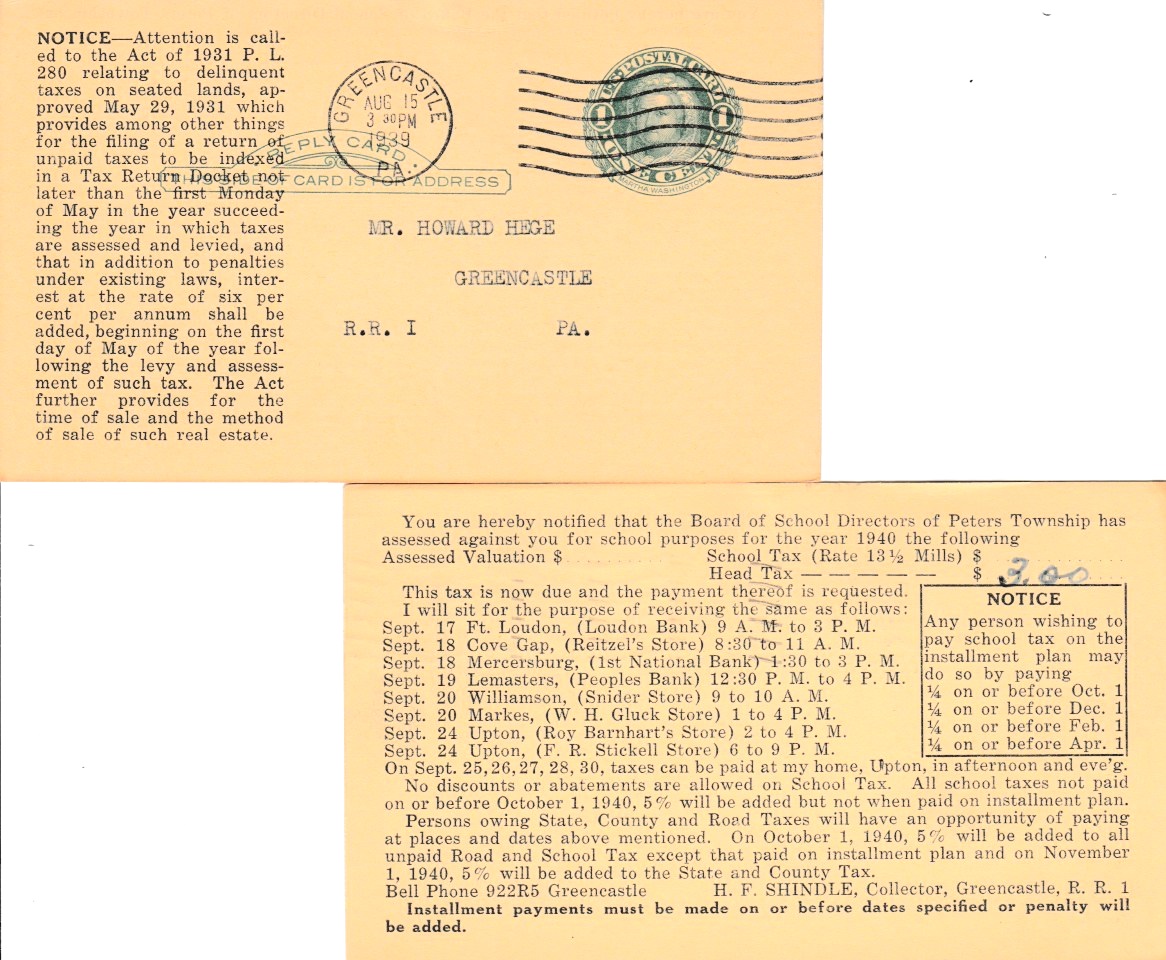 NOTICE—Attention is call-
ed to the Act of 1931 P. L.
280 relating to delinquent
taxes on seated lands, ap-
proved May 29, 1931 which
provides among other things
for the filing of a return of
unpaid taxes to be indexed
in a Tax Return Docket not
later than the first Monday
of May in the year succeed-
ing the year in which taxes
are assessed and levied, and
that in addition to penalties
under existing laws, inter-
est at the rate of six per
cent per annum shall be
added, beginning on the first
day of May of the year fol-
lowing the levy and assess-
ment of such tax. The Act
further provides for the
time of sale and the method
of sale of such real estate.
GREENCASTLE
AUG 15
3 30PM
1939
PA.
REPLY CARD
THIS SIDE OF CARD IS FOR ADDRESS
U.S. POSTAL CARD
1 1
ONE CENT
MARTHA WASHINGTON
MR. HOWARD HEGE
GREENCASTLE
R.R. I PA.
You are hereby notified that the Board of School Directors of Peters Township has
assessed against you for school purposes for the year 1940 the following
Assessed Valuation $ .......... School Tax (Rate 13 ½ Mills) $ ..........
Head Tax — — — — — $ 3.00
This tax is now due and the payment thereof is requested.
I will sit for the purpose of receiving the same as follows:
Sept. 17 Ft. Loudon, (Loudon Bank) 9 A. M. to 3 P. M.
Sept. 18 Cove Gap, (Reitzel's Store) 8:30 to 11 A. M.
Sept. 18 Mercersburg, (1st National Bank) 1:30 to 3 P. M.
Sept. 19 Lemasters, (Peoples Bank) 12:30 P. M. to 4 P. M.
Sept. 20 Williamson, (Snider Store) 9 to 10 A. M.
Sept. 20 Markes, (W. H. Gluck Store) 1 to 4 P. M.
Sept. 24 Upton, (Roy Barnhart's Store) 2 to 4 P. M.
Sept. 24 Upton, (F. R. Stickell Store) 6 to 9 P. M.
NOTICE
Any person wishing to
pay school tax on the
installment plan may
do so by paying
¼ on or before Oct. 1
¼ on or before Dec. 1
¼ on or before Feb. 1
¼ on or before Apr. 1
On Sept. 25,26,27, 28, 30, taxes can be paid at my home, Upton, in afternoon and eve'g.
No discounts or abatements are allowed on School Tax. All school taxes not paid
on or before October 1, 1940, 5% will be added but not when paid on installment plan.
Persons owing State, County and Road Taxes will have an opportunity of paying
at places and dates above mentioned. On October 1, 1940, 5% will be added to all
unpaid Road and School Tax except that paid on installment plan and on November
1, 1940, 5% will be added to the State and County Tax.
Bell Phone 922R5 Greencastle H. F. SHINDLE, Collector, Greencastle, R. R. 1
Installment payments must be made on or before dates specified or penalty will
be added.